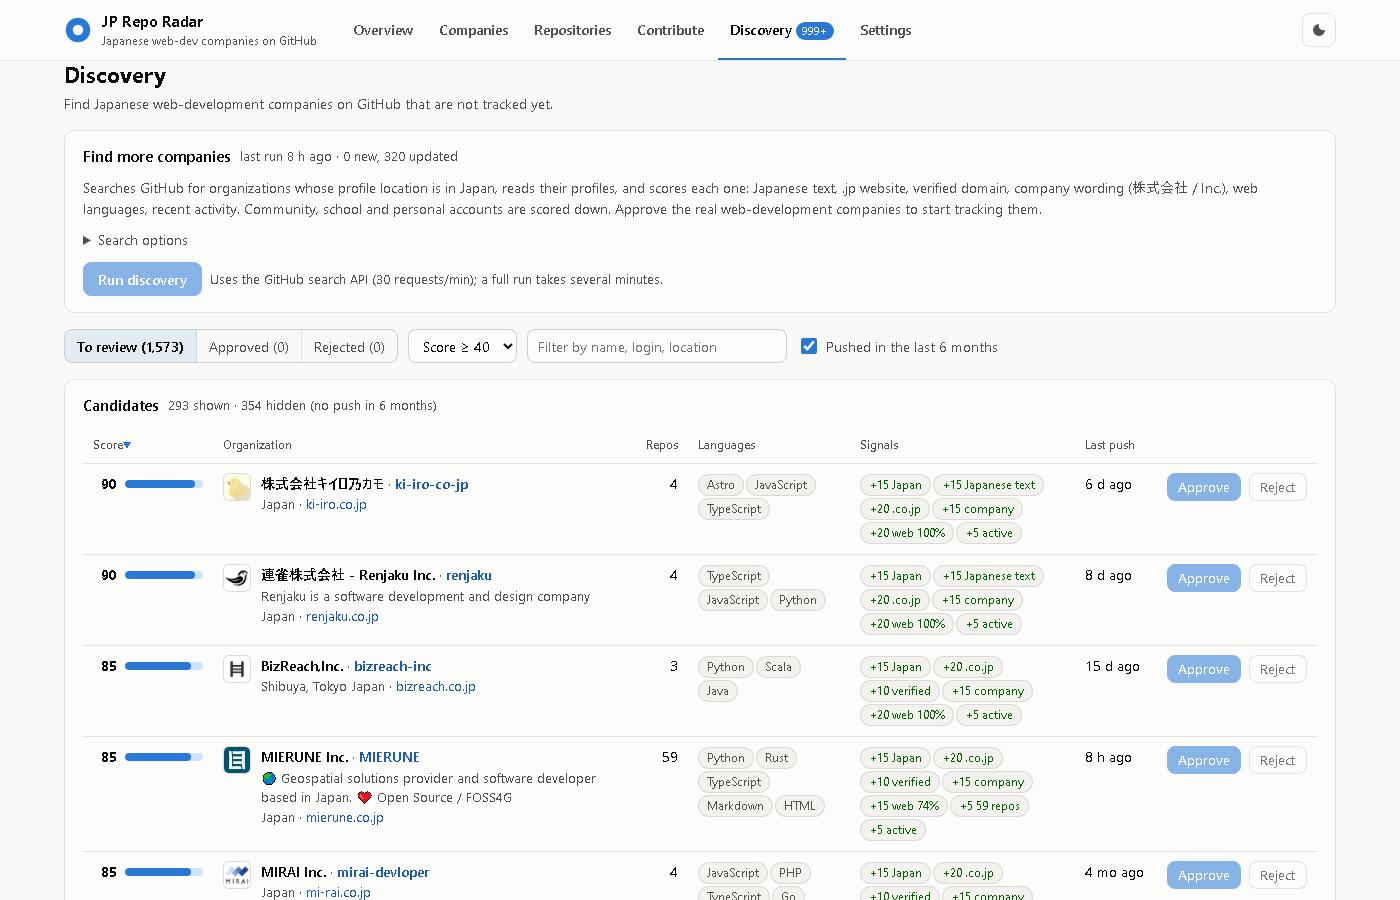 JP Repo Radar
Japanese web-dev companies on GitHub
Overview
Companies
Repositories
Contribute
Discovery 999+
Settings
Discovery
Find Japanese web-development companies on GitHub that are not tracked yet.
Find more companies last run 8 h ago · 0 new, 320 updated
Searches GitHub for organizations whose profile location is in Japan, reads their profiles, and scores each one: Japanese text, .jp website, verified domain, company wording (株式会社 / Inc.), web
languages, recent activity. Community, school and personal accounts are scored down. Approve the real web-development companies to start tracking them.
Search options
Run discovery Uses the GitHub search API (30 requests/min); a full run takes several minutes.
To review (1,573) Approved (0) Rejected (0) Score ≥ 40 Filter by name, login, location Pushed in the last 6 months
Candidates 293 shown · 354 hidden (no push in 6 months)
Score Organization Repos Languages Signals Last push
90 株式会社キイロ乃カモ · ki-iro-co-jp 4 Astro JavaScript +15 Japan +15 Japanese text 6 d ago Approve Reject
Japan · ki-iro.co.jp TypeScript +20 .co.jp +15 company
+20 web 100% +5 active
90 連雀株式会社 - Renjaku Inc. · renjaku 4 TypeScript +15 Japan +15 Japanese text 8 d ago Approve Reject
Renjaku is a software development and design company JavaScript Python +20 .co.jp +15 company
Japan · renjaku.co.jp +20 web 100% +5 active
85 BizReach,Inc. · bizreach-inc 3 Python Scala +15 Japan +20 .co.jp 15 d ago Approve Reject
Shibuya, Tokyo Japan · bizreach.co.jp Java +10 verified +15 company
+20 web 100% +5 active
85 MIERUNE Inc. · MIERUNE 59 Python Rust +15 Japan +20 .co.jp 8 h ago Approve Reject
🌏 Geospatial solutions provider and software developer TypeScript +10 verified +15 company
based in Japan. ❤️ Open Source / FOSS4G Markdown HTML +15 web 74% +5 59 repos
Japan · mierune.co.jp +5 active
85 MIRAI Inc. · mirai-devloper 4 JavaScript PHP +15 Japan +20 .co.jp 4 mo ago Approve Reject
Japan · mi-rai.co.jp TypeScript Go +10 verified +15 company